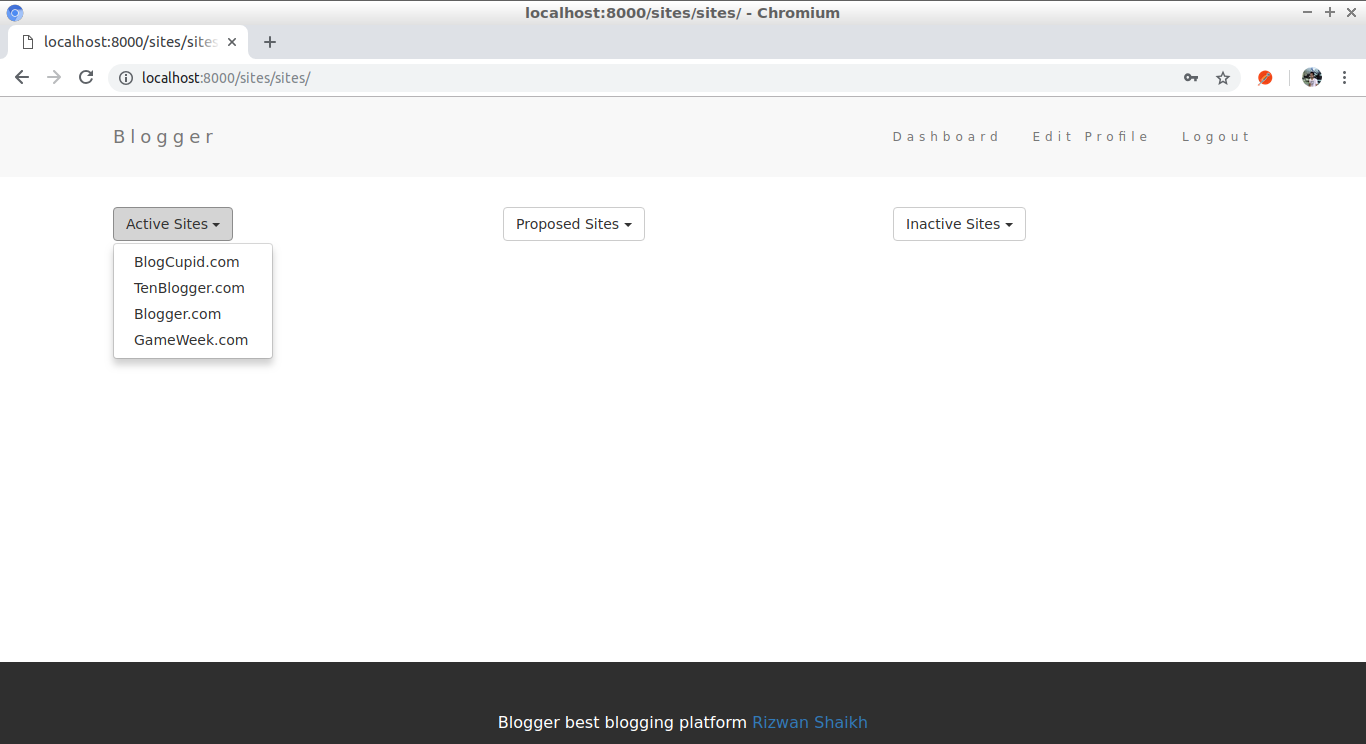 localhost:8000/sites/sites/ - Chromium
localhost:8000/sites/sites
localhost:8000/sites/sites/
Blogger Dashboard Edit Profile Logout
Active Sites Proposed Sites Inactive Sites
BlogCupid.com
TenBlogger.com
Blogger.com
GameWeek.com
Blogger best blogging platform Rizwan Shaikh